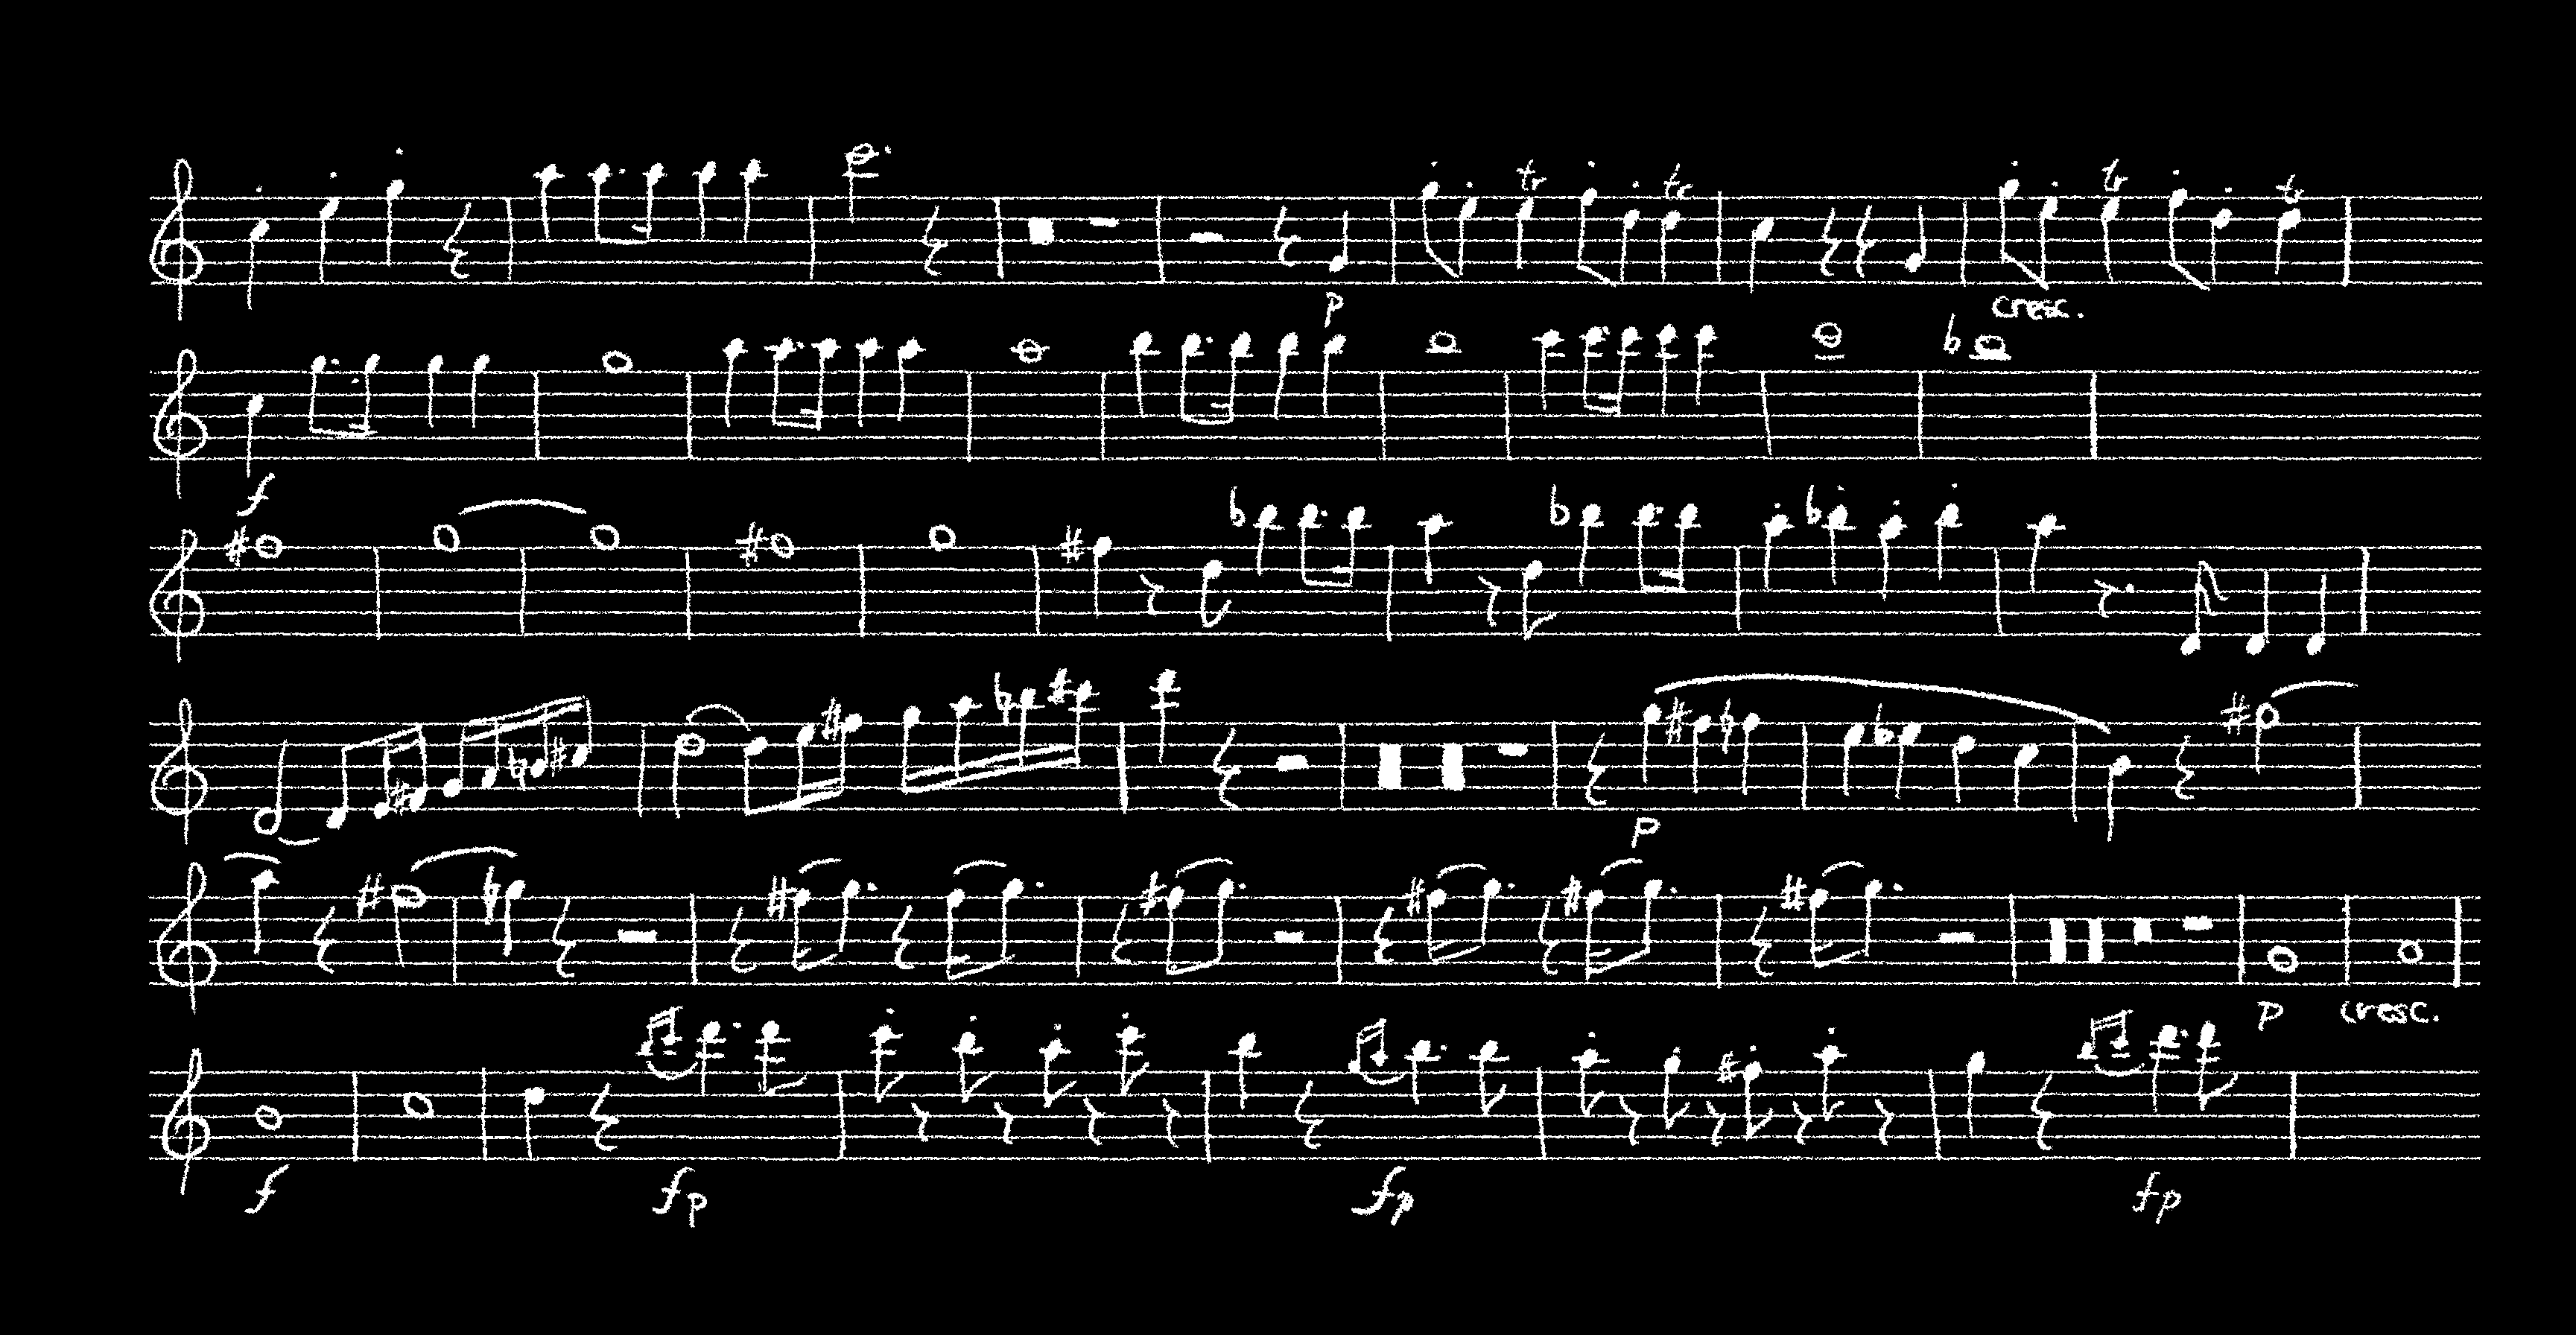 tr tr tr tr
p cresc.
f
p
p cresc.
f fp fp fp